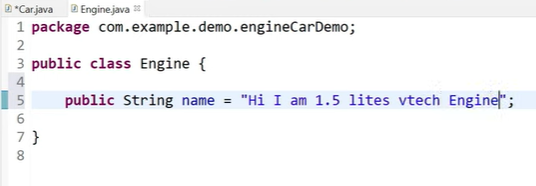 *Car.java Engine.java
1 package com.example.demo.engineCarDemo;
2
3 public class Engine {
4
5 public String name = "Hi I am 1.5 lites vtech Engine";
6
7 }
8